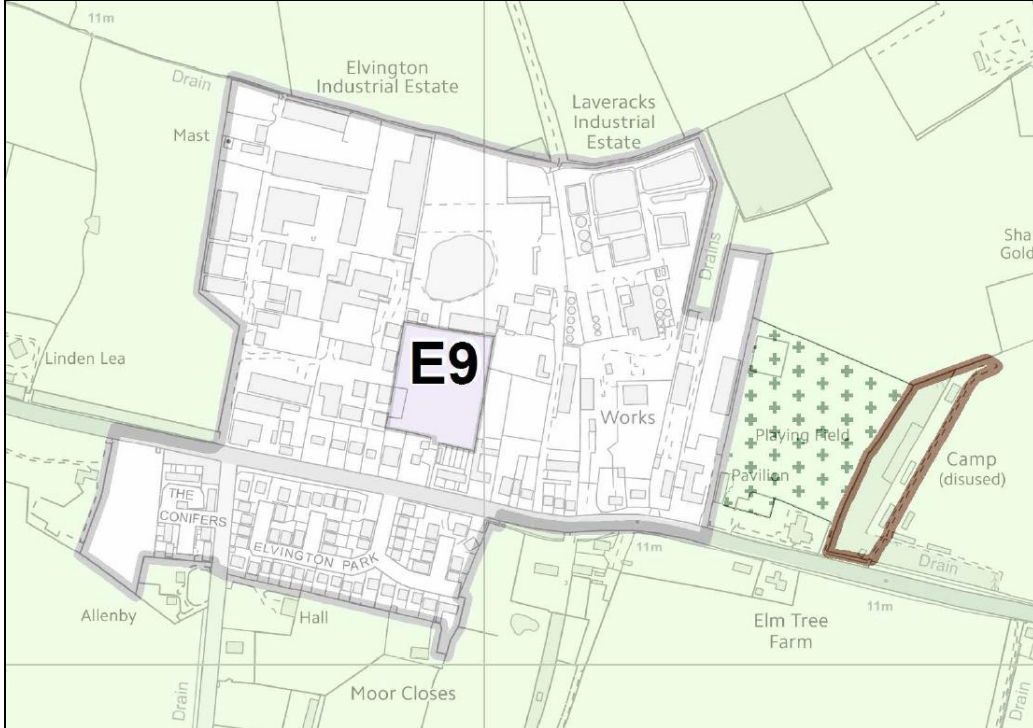 11m
Drain
Elvington
Industrial Estate
Laveracks
Industrial
Estate
Mast
Drains
Sha
Gold
E9
Linden Lea
Works
Playing Field
Pavilion
Camp
(disused)
THE
CONIFERS
ELVINGTON PARK
11m
Drain
11m
Allenby
Hall
Elm Tree
Farm
Moor Closes
Drain
Drain